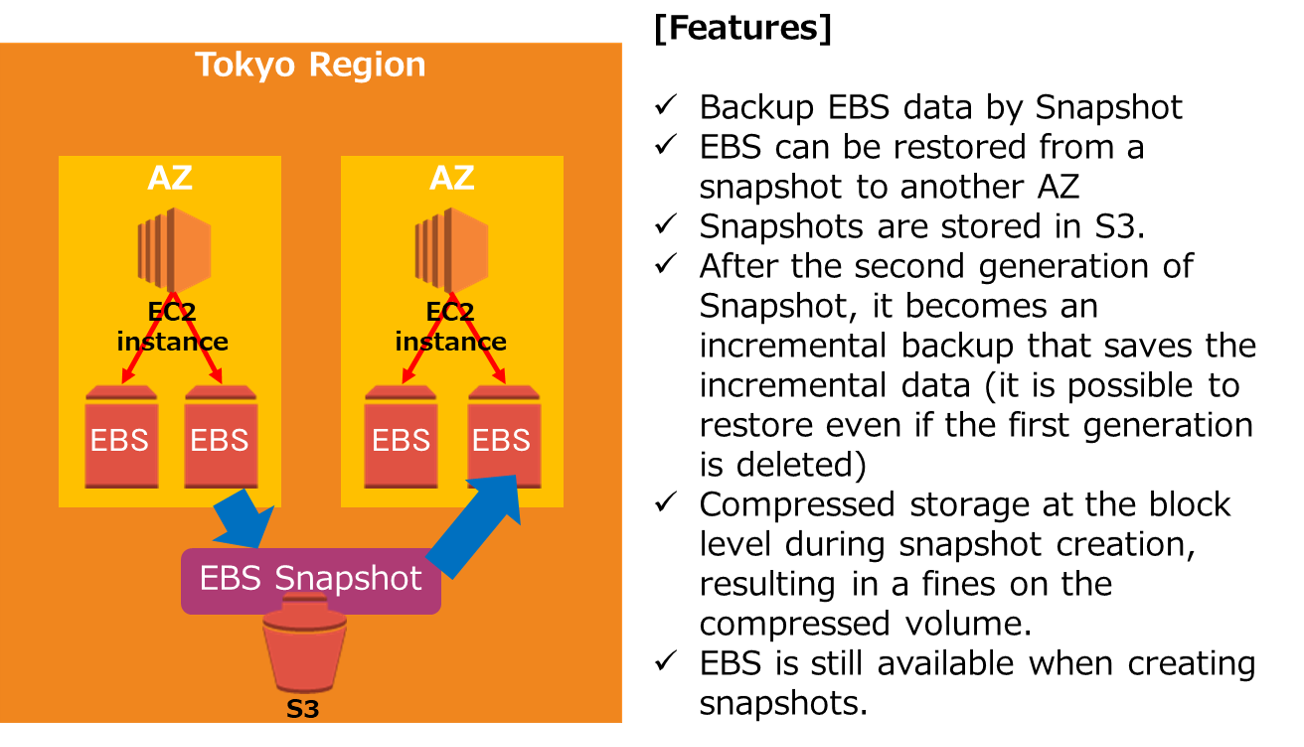 [Features]
Tokyo Region
AZ
AZ
EC2
instance
EC2
instance
EBS
EBS
EBS
EBS
EBS Snapshot
S3
✓ Backup EBS data by Snapshot
✓ EBS can be restored from a
snapshot to another AZ
✓ Snapshots are stored in S3.
✓ After the second generation of
Snapshot, it becomes an
incremental backup that saves the
incremental data (it is possible to
restore even if the first generation
is deleted)
✓ Compressed storage at the block
level during snapshot creation,
resulting in a fines on the
compressed volume.
✓ EBS is still available when creating
snapshots.